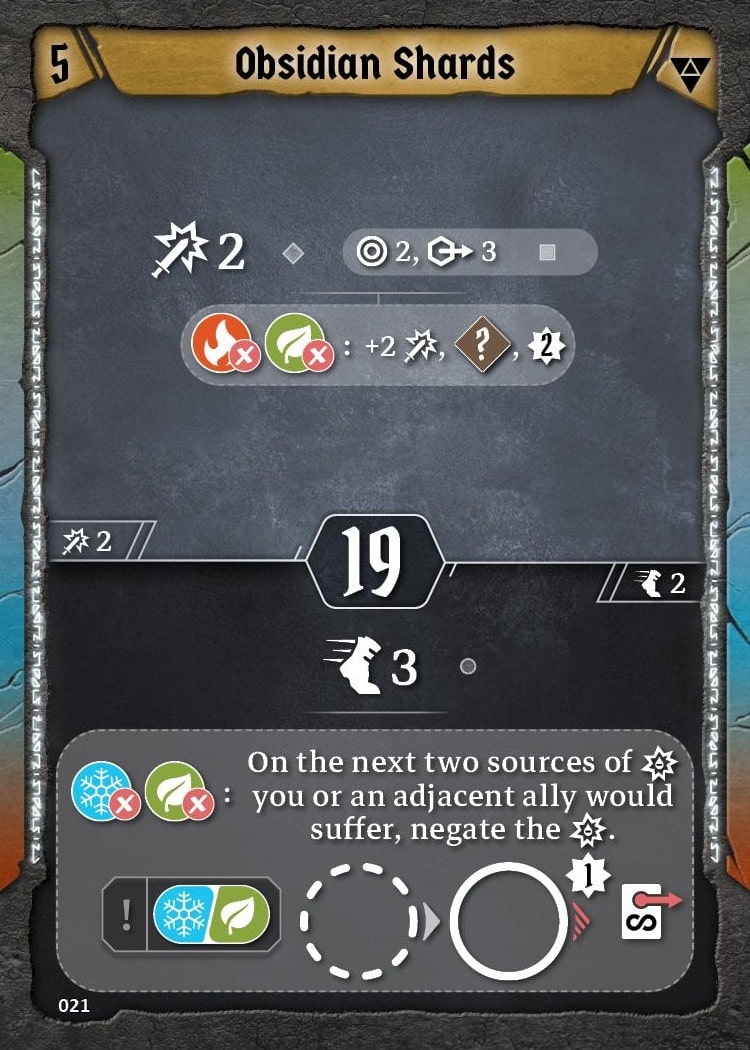 5 Obsidian Shards
2 2, 3
: +2 , ? , 2
2
19
2
3
On the next two sources of
: you or an adjacent ally would
suffer, negate the .
! 1
021